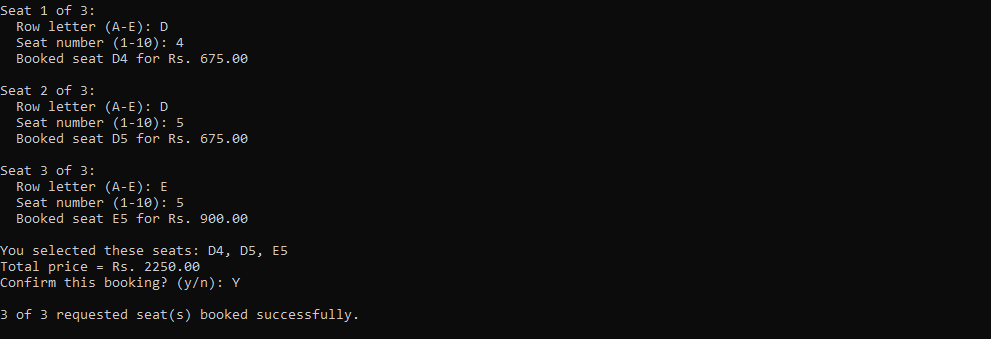 Seat 1 of 3:
  Row letter (A-E): D
  Seat number (1-10): 4
  Booked seat D4 for Rs. 675.00

Seat 2 of 3:
  Row letter (A-E): D
  Seat number (1-10): 5
  Booked seat D5 for Rs. 675.00

Seat 3 of 3:
  Row letter (A-E): E
  Seat number (1-10): 5
  Booked seat E5 for Rs. 900.00

You selected these seats: D4, D5, E5
Total price = Rs. 2250.00
Confirm this booking? (y/n): Y

3 of 3 requested seat(s) booked successfully.